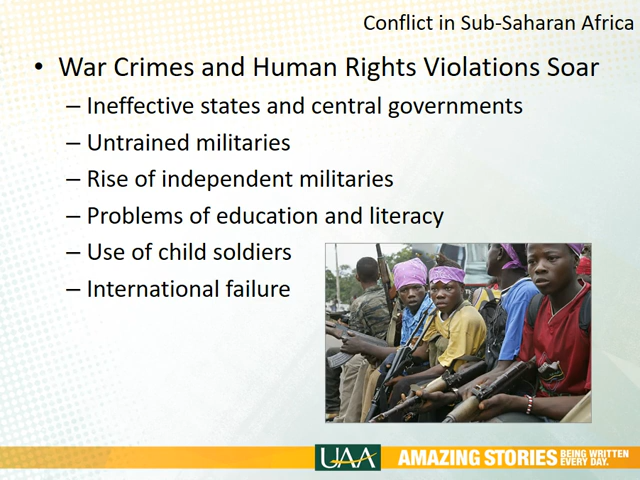 Conflict in Sub-Saharan Africa
• War Crimes and Human Rights Violations Soar
– Ineffective states and central governments
– Untrained militaries
– Rise of independent militaries
– Problems of education and literacy
– Use of child soldiers
– International failure
UAA AMAZING STORIES BEING WRITTEN
EVERY DAY.